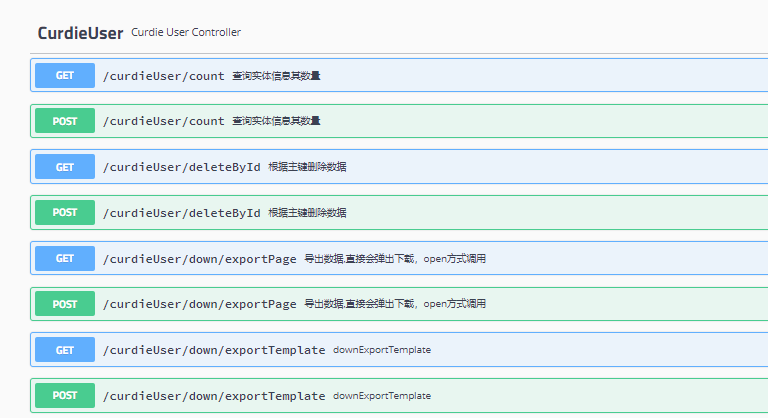 CurdieUser Curdie User Controller
GET /curdieUser/count 查询实体信息其数量
POST /curdieUser/count 查询实体信息其数量
GET /curdieUser/deleteById 根据主键删除数据
POST /curdieUser/deleteById 根据主键删除数据
GET /curdieUser/down/exportPage 导出数据,直接会弹出下载，open方式调用
POST /curdieUser/down/exportPage 导出数据,直接会弹出下载，open方式调用
GET /curdieUser/down/exportTemplate downExportTemplate
POST /curdieUser/down/exportTemplate downExportTemplate